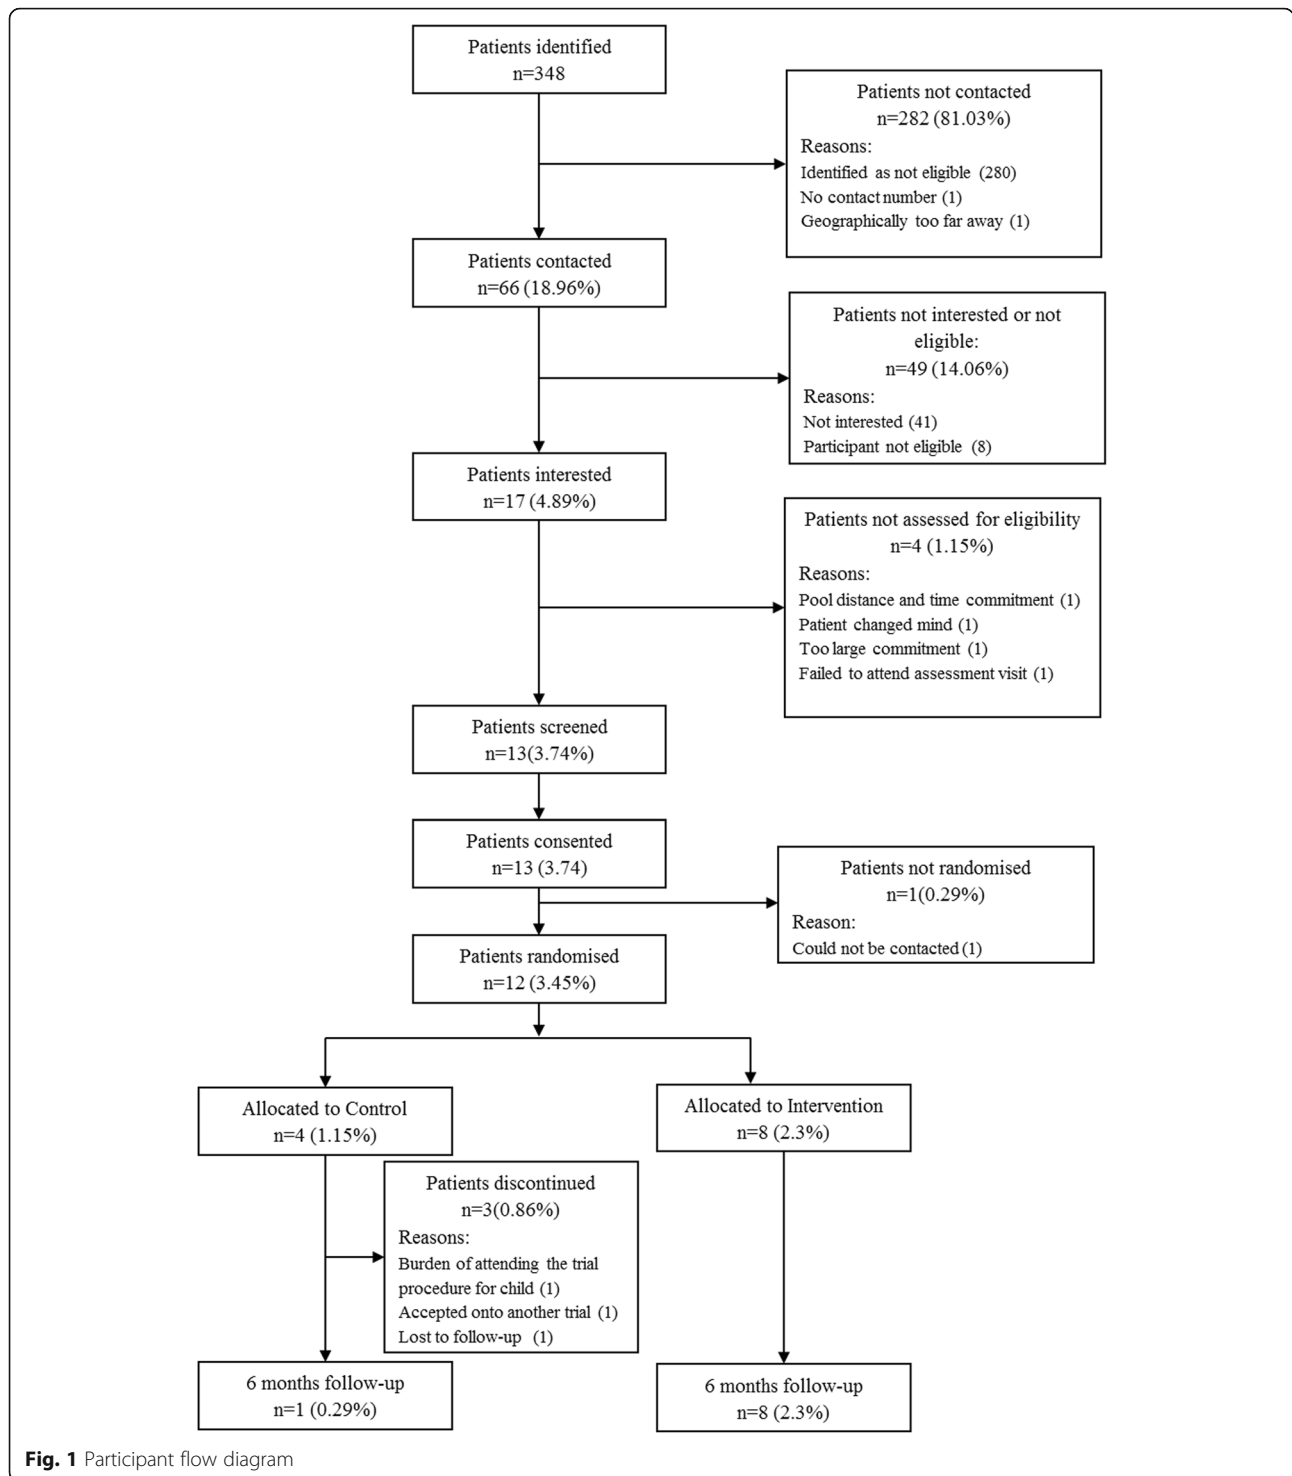 Patients identified
n=348
Patients not contacted
n=282 (81.03%)
Reasons:
Identified as not eligible (280)
No contact number (1)
Geographically too far away (1)
Patients contacted
n=66 (18.96%)
Patients not interested or not
eligible:
n=49 (14.06%)
Reasons:
Not interested (41)
Participant not eligible (8)
Patients interested
n=17 (4.89%)
Patients not assessed for eligibility
n=4 (1.15%)
Reasons:
Pool distance and time commitment (1)
Patient changed mind (1)
Too large commitment (1)
Failed to attend assessment visit (1)
Patients screened
n=13(3.74%)
Patients consented
n=13 (3.74)
Patients not randomised
n=1(0.29%)
Reason:
Could not be contacted (1)
Patients randomised
n=12 (3.45%)
Allocated to Control
n=4 (1.15%)
Allocated to Intervention
n=8 (2.3%)
Patients discontinued
n=3(0.86%)
Reasons:
Burden of attending the trial
procedure for child (1)
Accepted onto another trial (1)
Lost to follow-up (1)
6 months follow-up
n=1 (0.29%)
6 months follow-up
n=8 (2.3%)
Fig. 1 Participant flow diagram